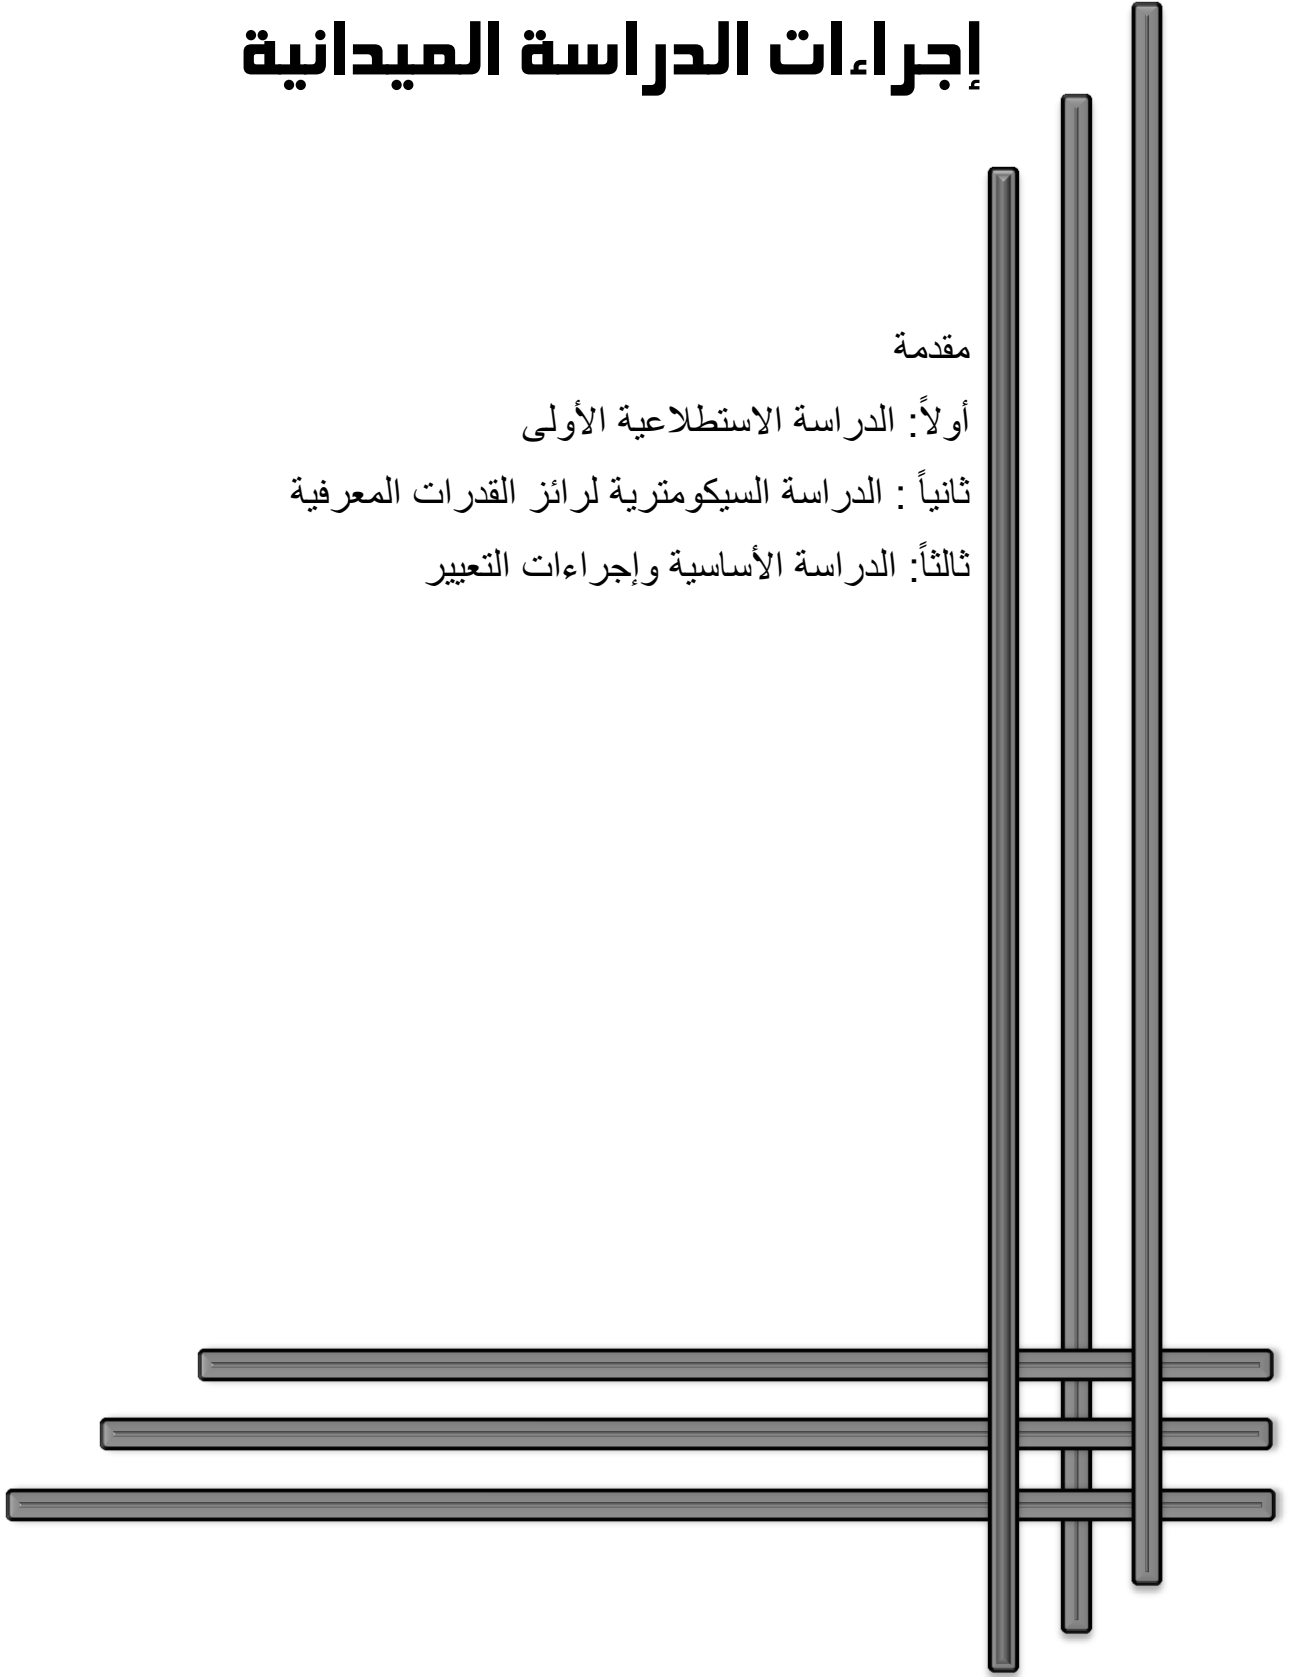 إجراءات الدراسة الميدانية
مقدمة
أولاً: الدراسة الاستطلاعية الأولى
ثانياً : الدراسة السيكومترية لرائز القدرات المعرفية
ثالثاً: الدراسة الأساسية وإجراءات التعيير